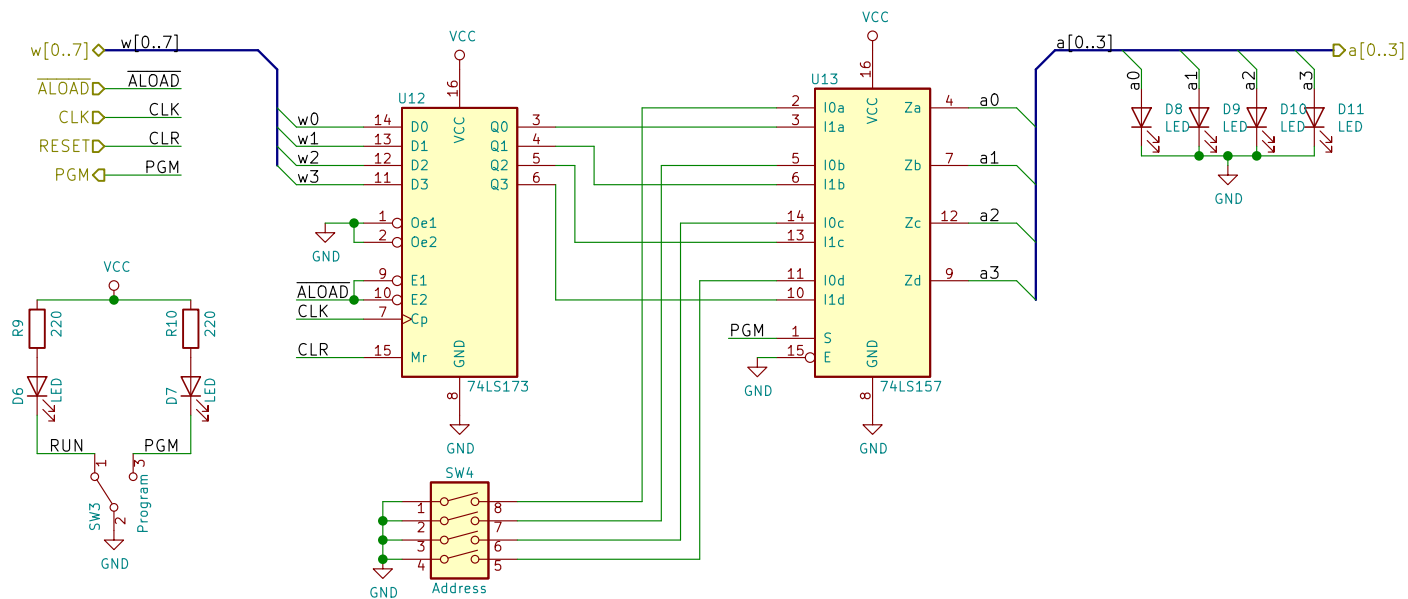 w[0..7]
w[0..7]
ALOAD
ALOAD
CLK
CLK
RESET
CLR
PGM
PGM
VCC
16
U12
VCC
w0
14
D0
Q0
3
w1
13
D1
Q1
4
w2
12
D2
Q2
5
w3
11
D3
Q3
6
1
Oe1
2
Oe2
GND
9
E1
ALOAD
10
E2
CLK
7
Cp
CLR
15
Mr
GND
74LS173
8
GND
VCC
16
U13
VCC
2
I0a
Za
4
a0
3
I1a
5
I0b
Zb
7
a1
6
I1b
14
I0c
Zc
12
a2
13
I1c
11
I0d
Zd
9
a3
10
I1d
PGM
1
S
15
E
GND
GND
74LS157
8
GND
a[0..3]
a[0..3]
a0
a1
a2
a3
D8
LED
D9
LED
D10
LED
D11
LED
GND
VCC
R9
220
R10
220
D6
LED
D7
LED
RUN
PGM
1
3
SW3
2
Program
GND
SW4
1
8
2
7
3
6
4
5
Address
GND